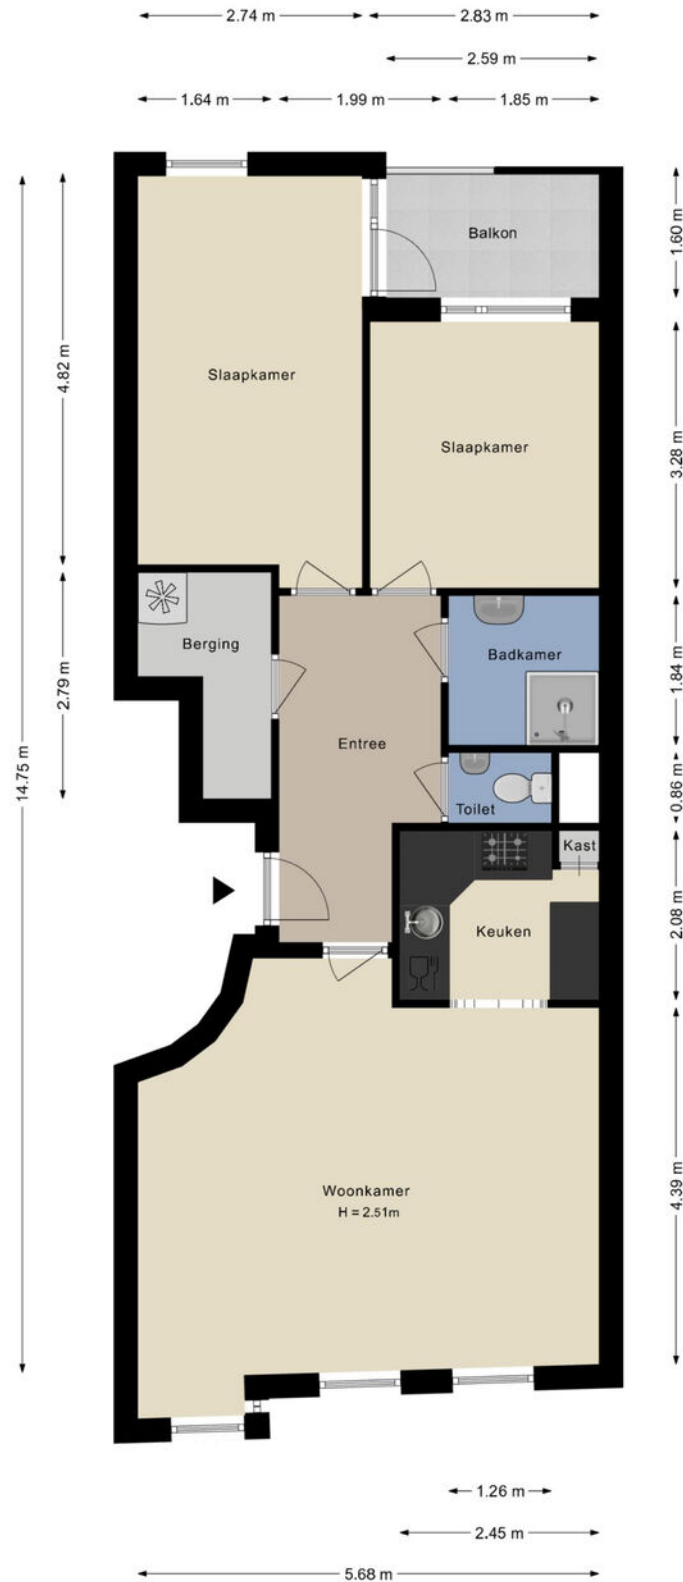 2.74 m
2.83 m
2.59 m
1.64 m
1.99 m
1.85 m
Balkon
1.60 m
Slaapkamer
4.82 m
Slaapkamer
3.28 m
Berging
2.79 m
Badkamer
1.84 m
Entree
14.75 m
Toilet
0.86 m
Kast
Keuken
2.08 m
Woonkamer
H = 2.51m
4.39 m
1.26 m
2.45 m
5.68 m